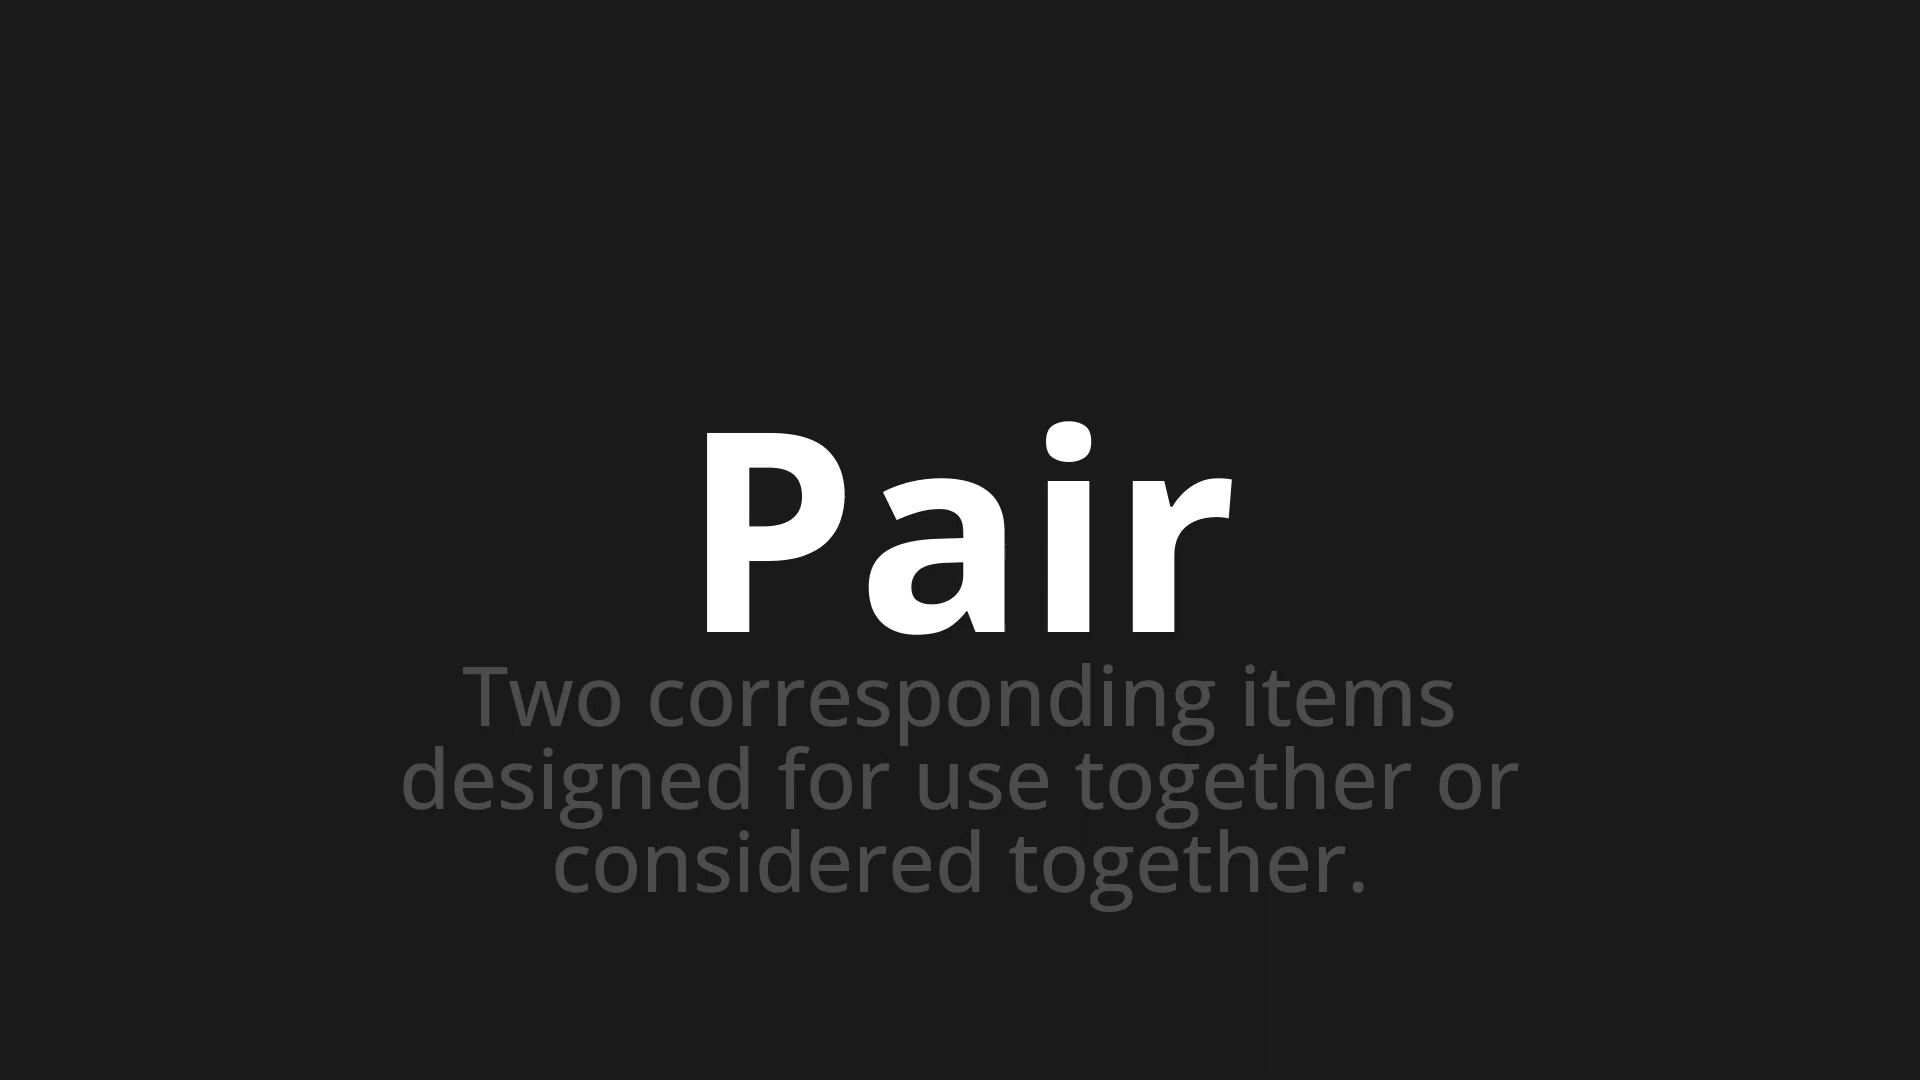 Pair
Two corresponding items
designed for use together or
considered together.